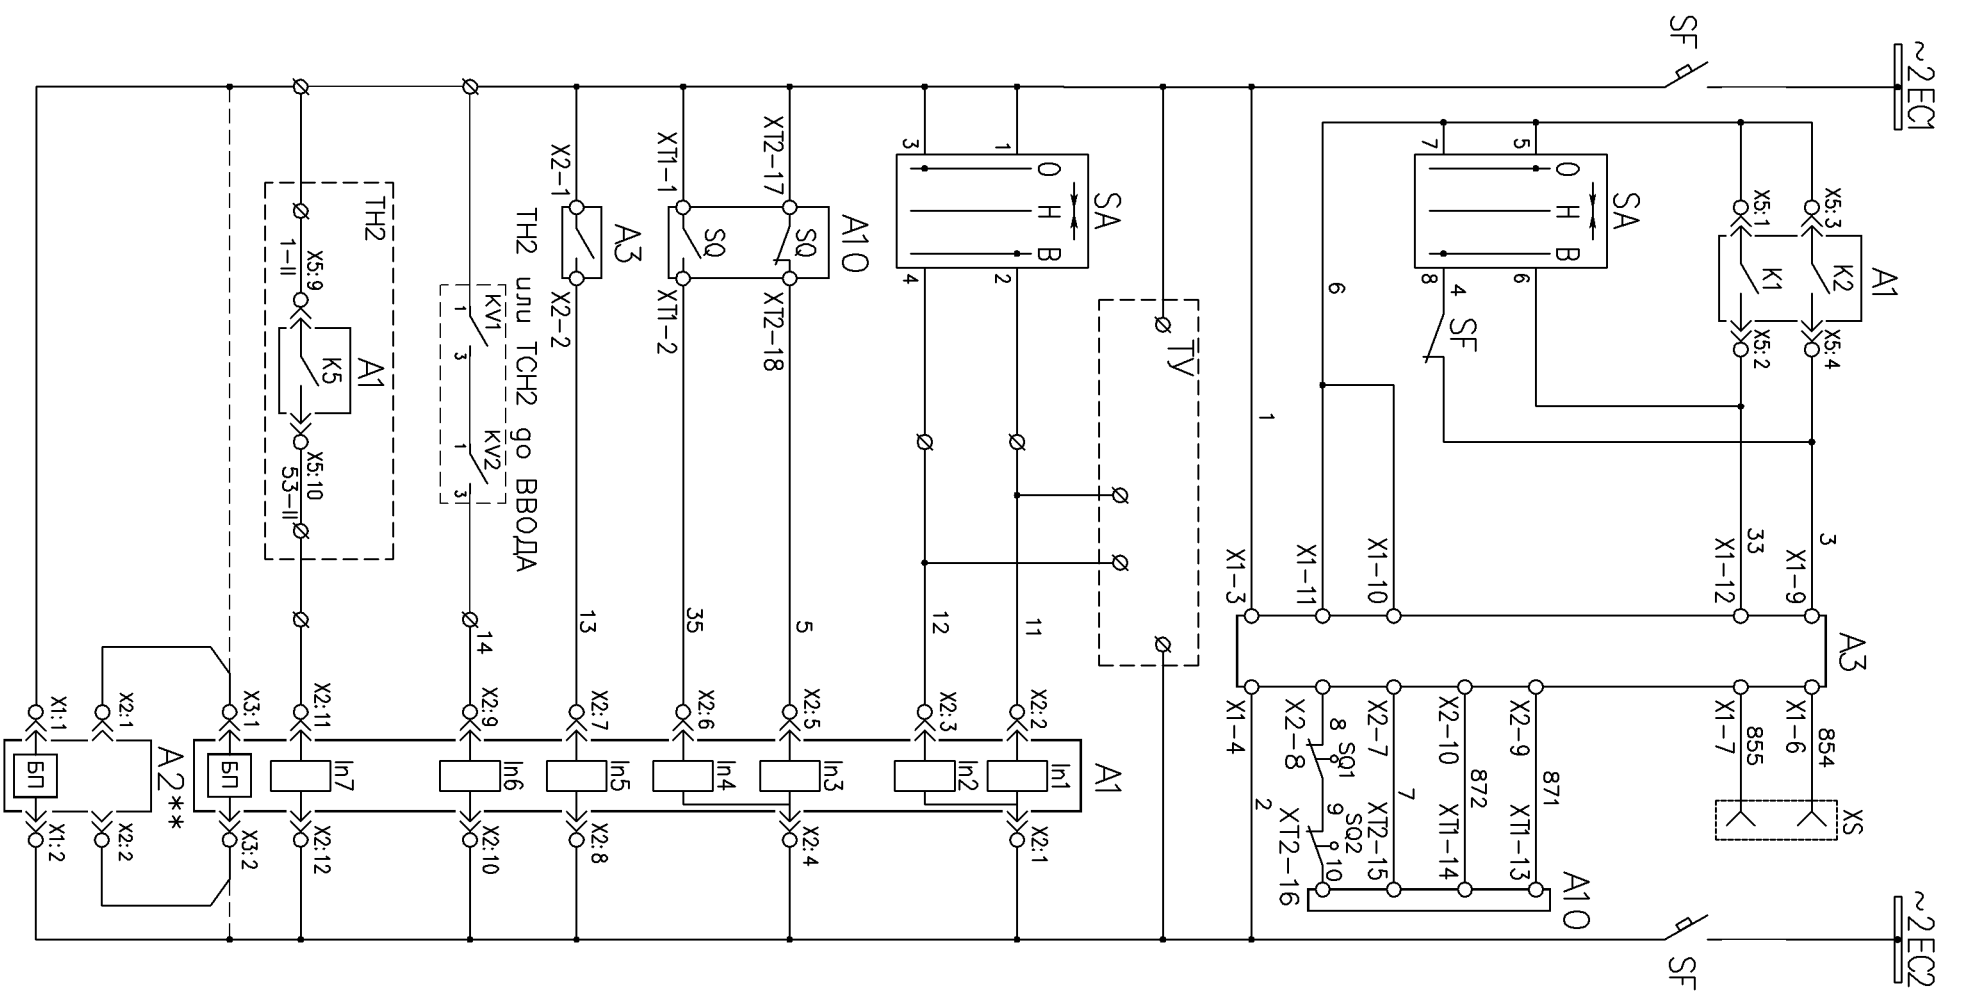 ~2EC1
SF
SF
~2EC2
A1
X5:3
K2
X5:4
X5:1
K1
X5:2
3
X1-9
33
X1-12
SA
О
Н
В
5
6
7
8
4
SF
6
X1-10
X1-11
1
X1-3
A3
X1-6
854
X1-7
855
XS
X2-9
871
XT1-13
X2-10
872
XT1-14
X2-7
7
XT2-15
X2-8
8
SQ1
9
SQ2
10
XT2-16
A10
X1-4
2
ТУ
SA
О
Н
В
1
2
3
4
11
X2:2
In1
X2:1
12
X2:3
In2
A1
A10
XT2-17
SQ
XT2-18
5
X2:5
In3
X2:4
XT1-1
SQ
XT1-2
35
X2:6
In4
A3
X2-1
X2-2
13
X2:7
In5
X2:8
ТН2 или ТСН2 до ВВОДА
KV1
1
3
KV2
1
3
14
X2:9
In6
X2:10
ТН2
1-II
X5:9
A1
K5
X5:10
53-II
X2:11
In7
X2:12
X3:1
БП
X3:2
A2**
X2:1
X2:2
X1:1
БП
X1:2